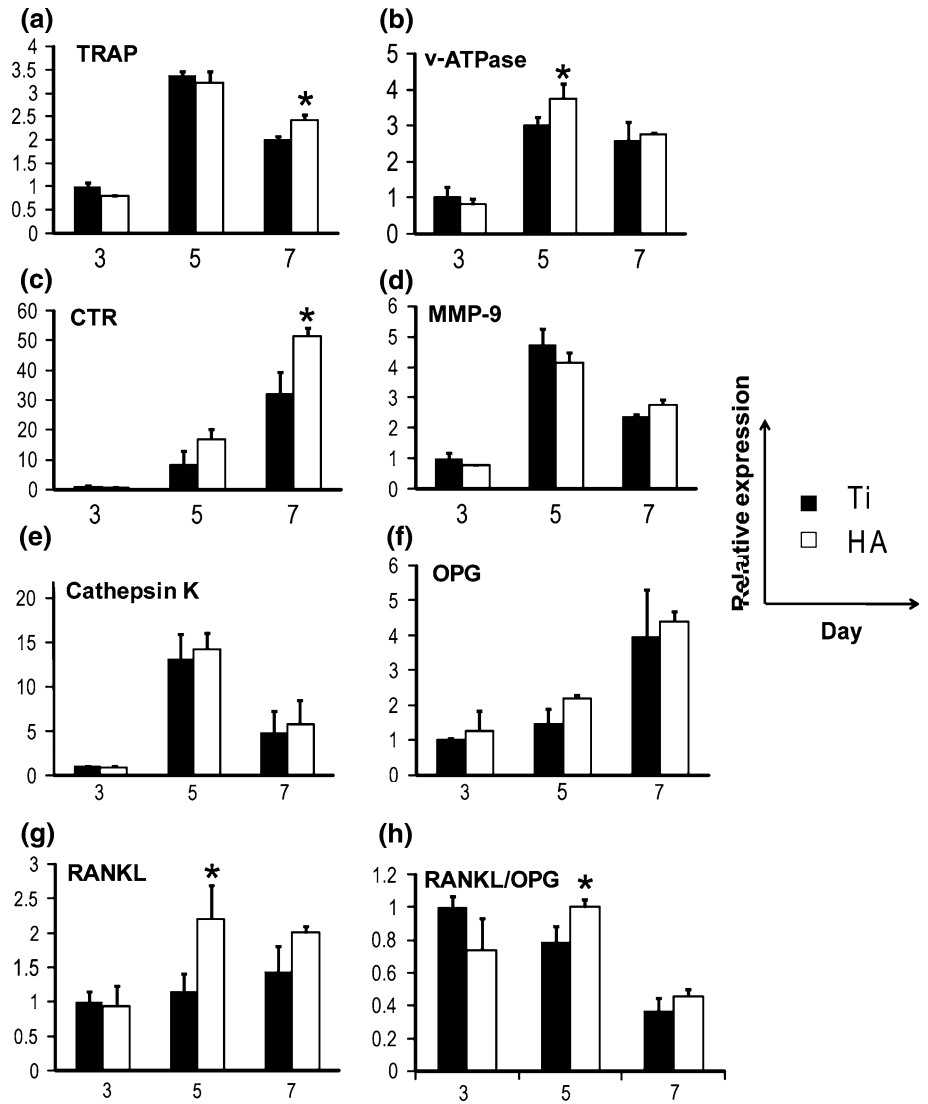 (a)
TRAP
4
3.5
3
2.5
2
1.5
1
0.5
0
*
3 5 7
(b)
v-ATPase
5
4
3
2
1
0
*
3 5 7
(c)
CTR
60
50
40
30
20
10
0
*
3 5 7
(d)
MMP-9
6
5
4
3
2
1
0
3 5 7
(e)
Cathepsin K
20
15
10
5
0
3 5 7
(f)
OPG
6
5
4
3
2
1
0
3 5 7
Relative expression
Ti
HA
Day
(g)
RANKL
3
2.5
2
1.5
1
0.5
0
*
3 5 7
(h)
RANKL/OPG
1.2
1
0.8
0.6
0.4
0.2
0
*
3 5 7